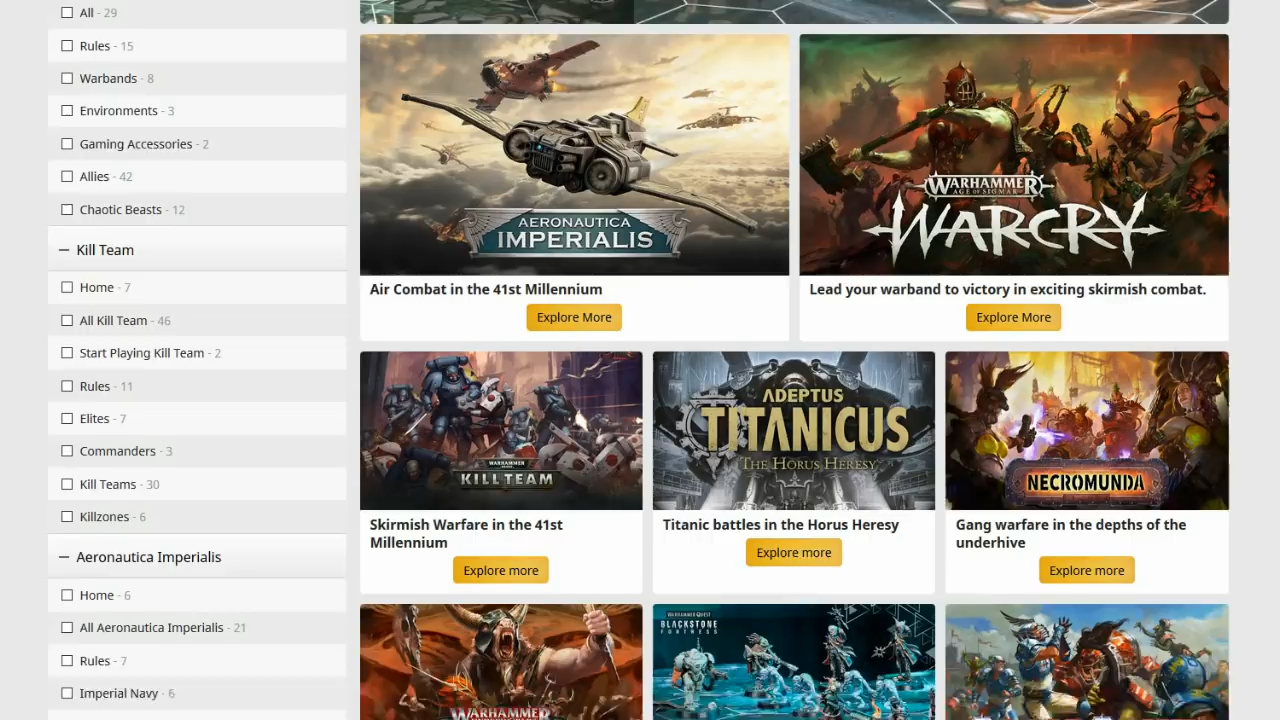 All - 29
Rules - 15
Warbands - 8
Environments - 3
Gaming Accessories - 2
Allies - 42
Chaotic Beasts - 12
Kill Team
Home - 7
All Kill Team - 46
Start Playing Kill Team - 2
Rules - 11
Elites - 7
Commanders - 3
Kill Teams - 30
Killzones - 6
Aeronautica Imperialis
Home - 6
All Aeronautica Imperialis - 21
Rules - 7
Imperial Navy - 6
AERONAUTICA
IMPERIALIS
Air Combat in the 41st Millennium
Explore More
WARHAMMER
AGE OF SIGMAR
WARCRY
Lead your warband to victory in exciting skirmish combat.
Explore More
WARHAMMER
KILL TEAM
Skirmish Warfare in the 41st
Millennium
Explore more
ADEPTUS
TITANICUS
THE HORUS HERESY
Titanic battles in the Horus Heresy
Explore more
NECROMUNDA
Gang warfare in the depths of the
underhive
Explore more
WARHAMMER
WARHAMMER QUEST
BLACKSTONE
FORTRESS